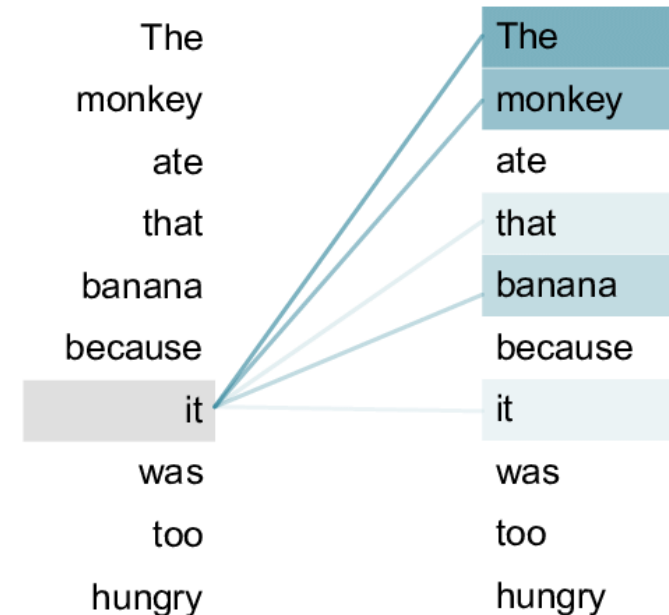 The The
monkey monkey
ate ate
that that
banana banana
because because
it it
was was
too too
hungry hungry